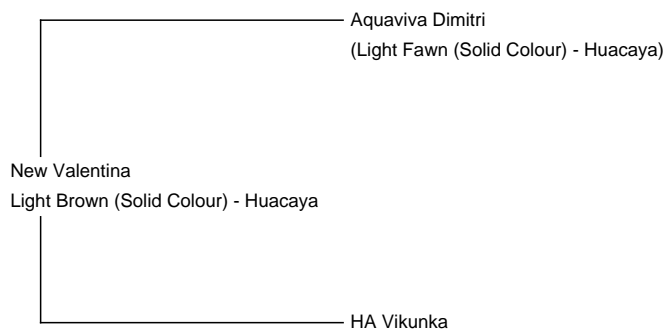 Aquaviva Dimitri
(Light Fawn (Solid Colour) - Huacaya)
New Valentina
Light Brown (Solid Colour) - Huacaya
HA Vikunka